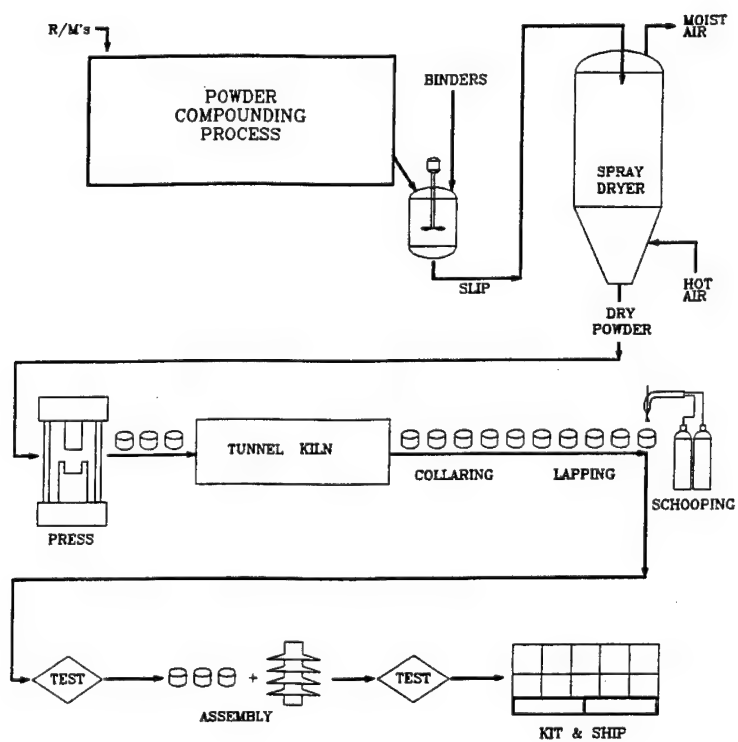 R/M's
POWDER
COMPOUNDING
PROCESS
BINDERS
MOIST
AIR
SPRAY
DRYER
SLIP
HOT
AIR
DRY
POWDER
TUNNEL KILN
COLLARING
LAPPING
SCHOOPING
PRESS
TEST
+
ASSEMBLY
TEST
KIT & SHIP